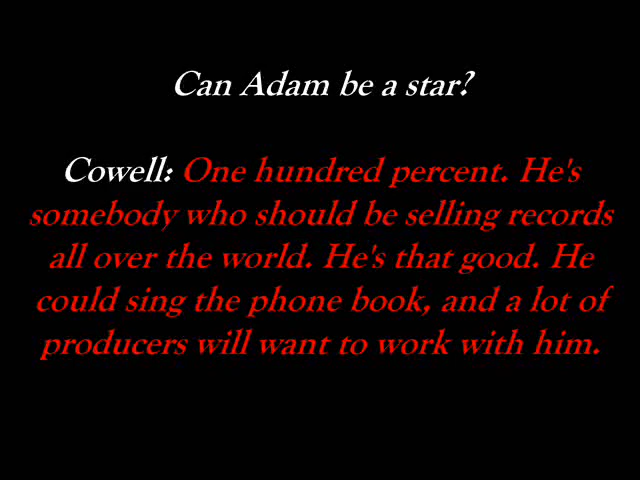 Can Adam be a star?
Cowell: One hundred percent. He's
somebody who should be selling records
all over the world. He's that good. He
could sing the phone book, and a lot of
producers will want to work with him.